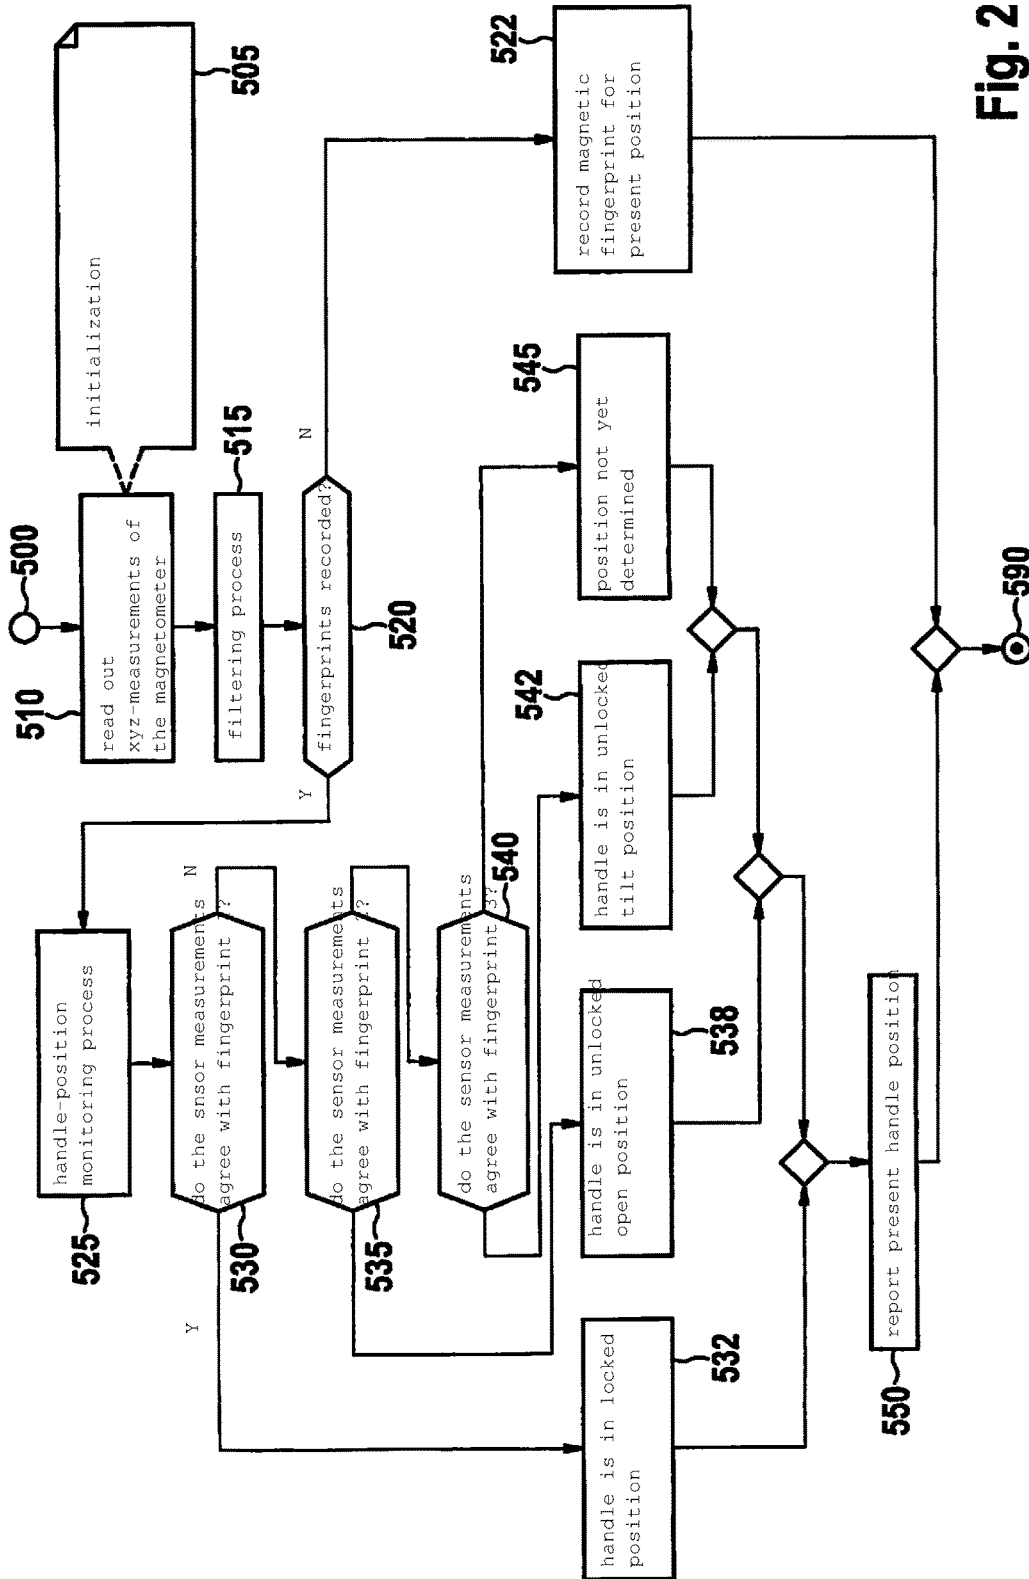 500
510
read out
xyz-measurements of
the magnetometer
initialization
505
filtering process
515
fingerprints recorded?
520
Y
N
record magnetic
fingerprint for
present position
522
handle-position
monitoring process
525
do the snsor measurements
agree with fingerprint ?
530
Y
N
do the sensor measurements
agree with fingerprint ?
535
do the sensor measurements
agree with fingerprint 3?
540
handle is in locked
position
532
handle is in unlocked
open position
538
handle is in unlocked
tilt position
542
position not yet
determined
545
report present handle position
550
590
Fig. 2